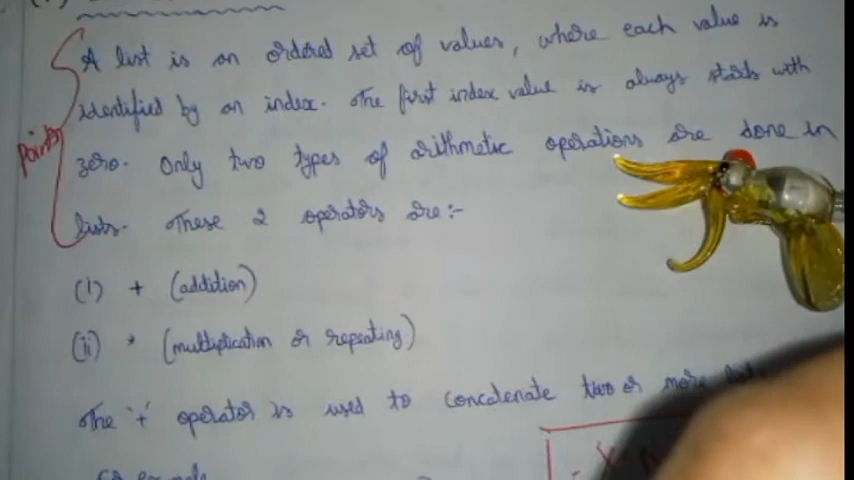 A list is an ordered set of values, where each value is
identified by an index. The first index value is always starts with
zero. Only two types of arithmetic operations are done in
lists. These 2 operators are:-
Points
(i) + (addition)
(ii) * (multiplication or repeating)
The '+' operator is used to concatenate two or more